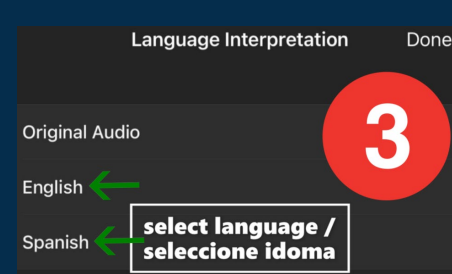 Language Interpretation Done
3
Original Audio
English
select language /
seleccione idoma
Spanish